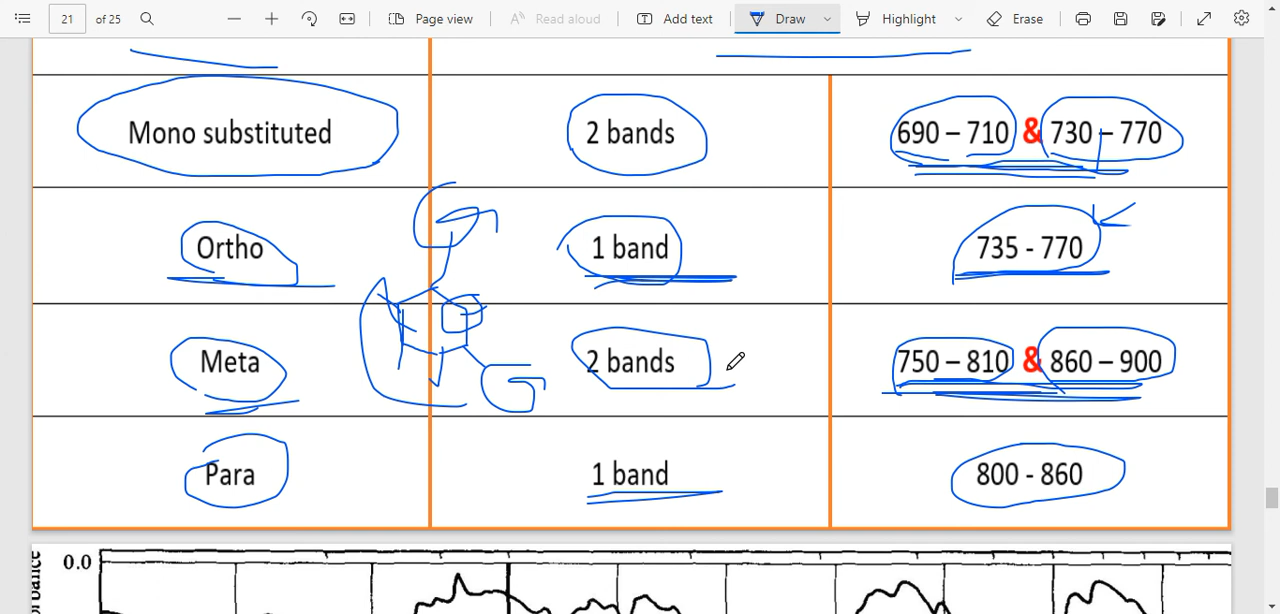 21 of 25 Page view Read aloud Add text Draw Highlight Erase
Mono substituted 2 bands 690 – 710 & 730 – 770
Ortho 1 band 735 - 770
Meta 2 bands 750 – 810 & 860 – 900
Para 1 band 800 - 860
0.0